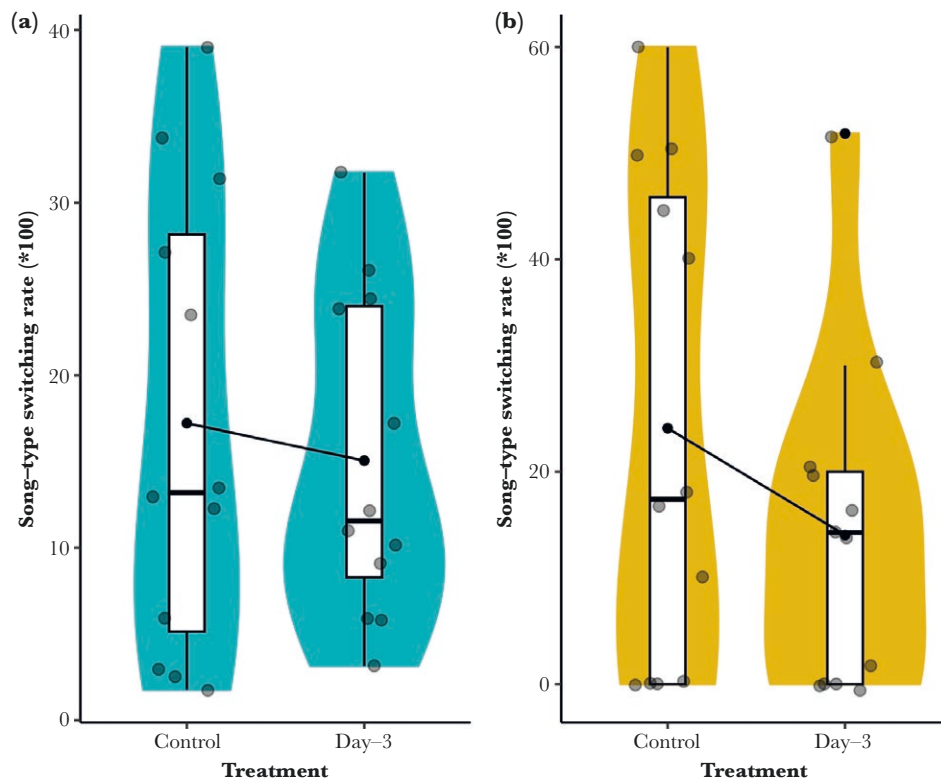 (a)
Song–type switching rate (*100)
40
30
20
10
0
Control
Day–3
Treatment
(b)
Song–type switching rate (*100)
60
40
20
0
Control
Day–3
Treatment